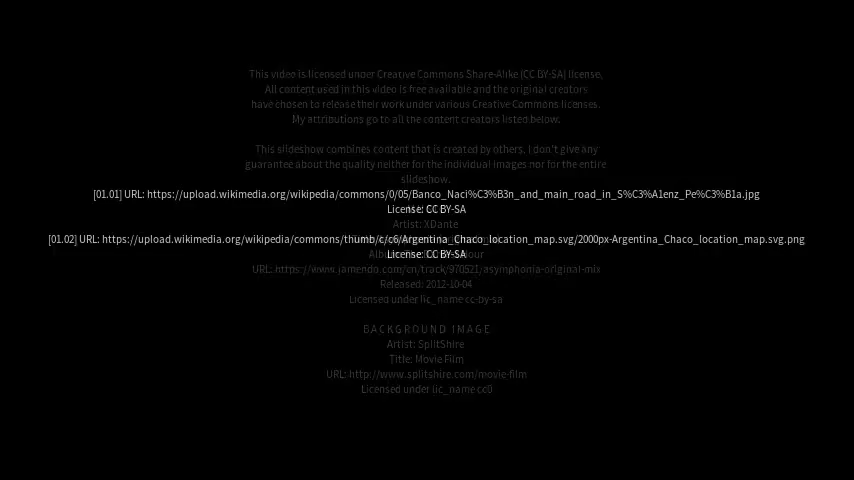 This video is licensed under Creative Commons Share-Alike (CC BY-SA) license.
All content used in this video is free available and the original creators
have chosen to release their work under various Creative Commons licenses.
My attributions go to all the content creators listed below.
This slideshow combines content that is created by others. I don't give any
guarantee about the quality neither for the individual images nor for the entire
slideshow.
[01.01] URL: https://upload.wikimedia.org/wikipedia/commons/0/05/Banco_Naci%C3%B3n_and_main_road_in_S%C3%A1enz_Pe%C3%B1a.jpg
License: CC BY-SA
Artist: XDante
[01.02] URL: https://upload.wikimedia.org/wikipedia/commons/thumb/c/c6/Argentina_Chaco_location_map.svg/2000px-Argentina_Chaco_location_map.svg.png
License: CC BY-SA
URL: https://www.jamendo.com/en/track/970521/asymphonia-original-mix
Released: 2012-10-04
Licensed under lic_name cc-by-sa
BACKGROUND IMAGE
Artist: SplitShire
Title: Movie Film
URL: http://www.splitshire.com/movie-film
Licensed under lic_name cc0